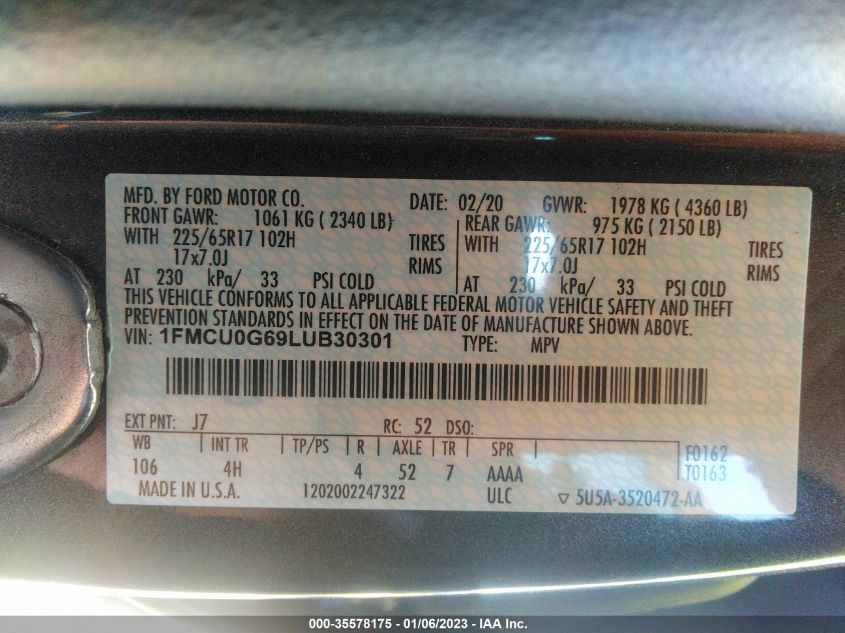 MFD. BY FORD MOTOR CO. DATE: 02/20 GVWR: 1978 KG ( 4360 LB)
FRONT GAWR: 1061 KG ( 2340 LB) REAR GAWR: 975 KG ( 2150 LB)
WITH 225/65R17 102H TIRES WITH 225/65R17 102H TIRES
17x7.0J RIMS 17x7.0J RIMS
AT 230 kPa/ 33 PSI COLD AT 230 kPa/ 33 PSI COLD
THIS VEHICLE CONFORMS TO ALL APPLICABLE FEDERAL MOTOR VEHICLE SAFETY AND THEFT
PREVENTION STANDARDS IN EFFECT ON THE DATE OF MANUFACTURE SHOWN ABOVE.
VIN: 1FMCU0G69LUB30301 TYPE: MPV
EXT PNT: J7 RC: 52 DSO:
WB INT TR TP/PS R AXLE TR SPR F0162
106 4H 4 52 7 AAAA T0163
MADE IN U.S.A. 1202002247322 ULC ▽ 5U5A-3520472-AA
000-35578175 - 01/06/2023 - IAA Inc.